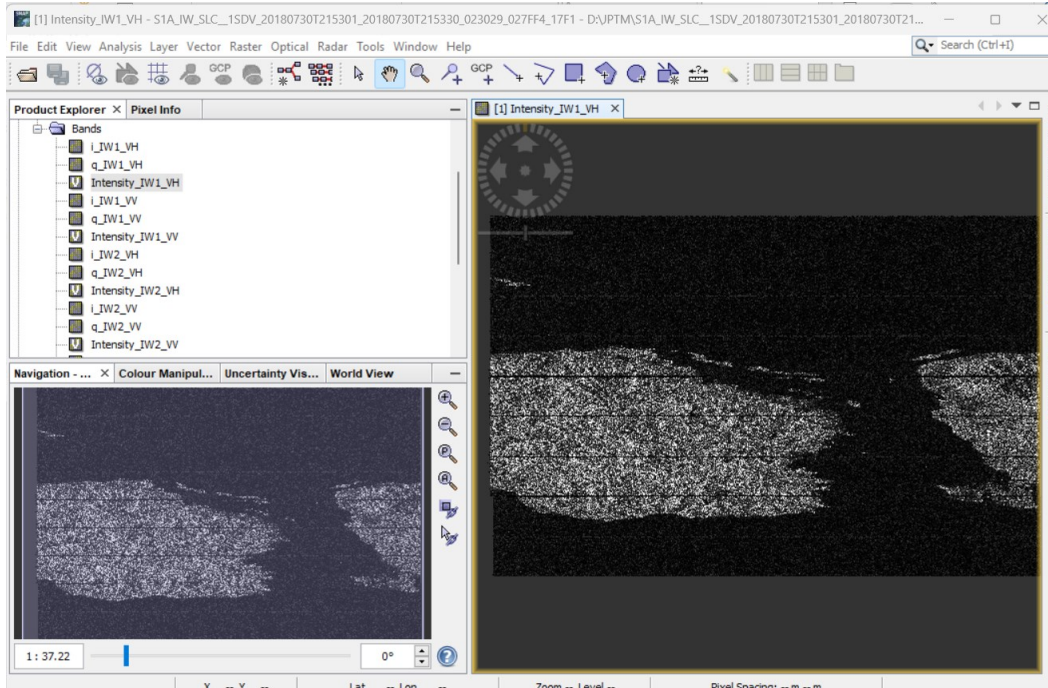 [1] Intensity_IW1_VH - S1A_IW_SLC__1SDV_20180730T215301_20180730T215330_023029_027FF4_17F1 - D:\JPTM\S1A_IW_SLC__1SDV_20180730T215301_20180730T21...
File Edit View Analysis Layer Vector Raster Optical Radar Tools Window Help
Search (Ctrl+I)
GCP GCP
Product Explorer Pixel Info
[1] Intensity_IW1_VH
Bands
i_IW1_VH
q_IW1_VH
Intensity_IW1_VH
i_IW1_VV
q_IW1_VV
Intensity_IW1_VV
i_IW2_VH
q_IW2_VH
Intensity_IW2_VH
i_IW2_VV
q_IW2_VV
Intensity_IW2_VV
Navigation - ... Colour Manipul... Uncertainty Vis... World View
1 : 37.22
0°
X -- Y -- Lat -- Lon -- Zoom -- Level -- Pixel Spacing: -- m -- m